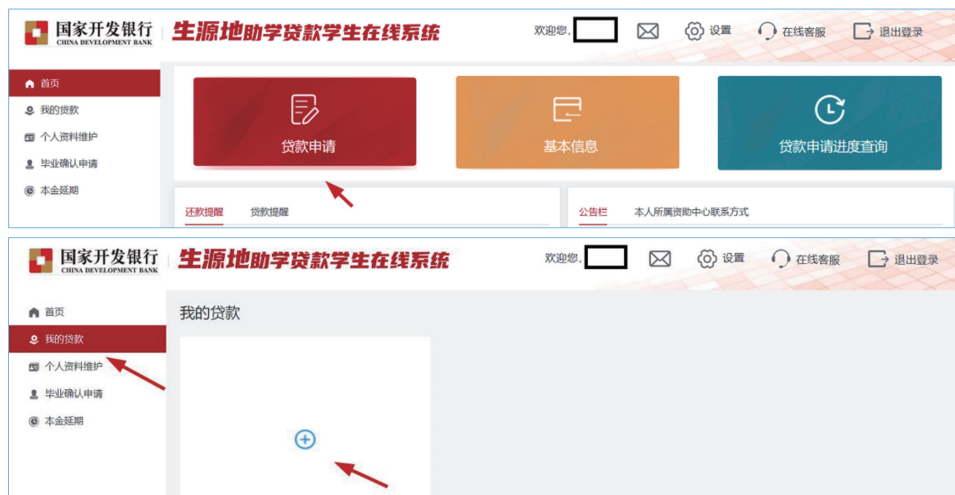 国家开发银行
CHINA DEVELOPMENT BANK
生源地助学贷款学生在线系统
欢迎您,
设置
在线客服
退出登录
首页
我的贷款
个人资料维护
毕业确认申请
本金延期
贷款申请
基本信息
贷款申请进度查询
还款提醒
贷款提醒
公告栏
本人所属资助中心联系方式
国家开发银行
CHINA DEVELOPMENT BANK
生源地助学贷款学生在线系统
欢迎您,
设置
在线客服
退出登录
首页
我的贷款
个人资料维护
毕业确认申请
本金延期
我的贷款